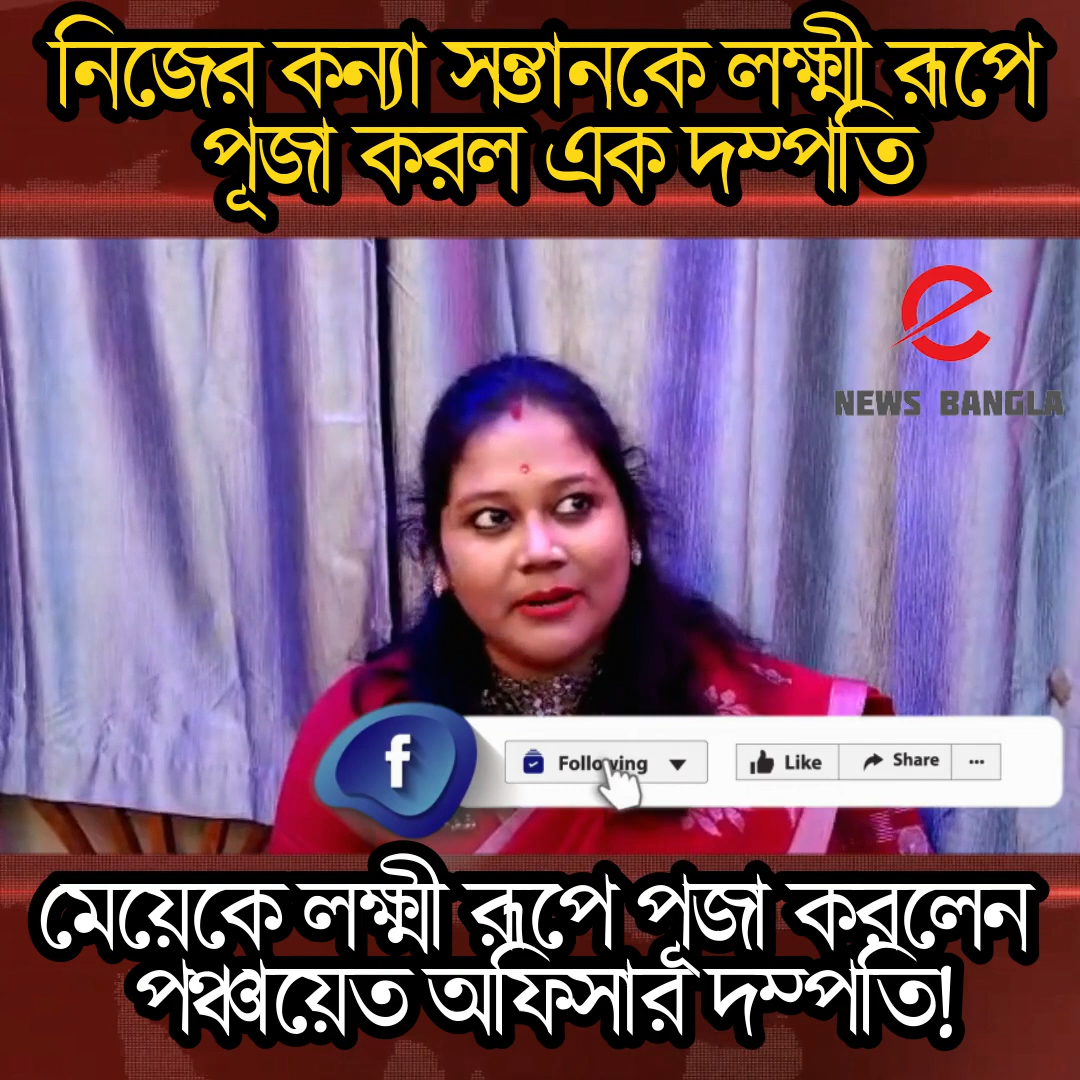 নিজের কন্যা সন্তানকে লক্ষ্মী রূপে
পূজা করল এক দম্পতি
e
NEWS BANGLA
f
Following
Like
Share
মেয়েকে লক্ষ্মী রূপে পূজা করলেন
পঞ্চায়েত অফিসার দম্পতি!